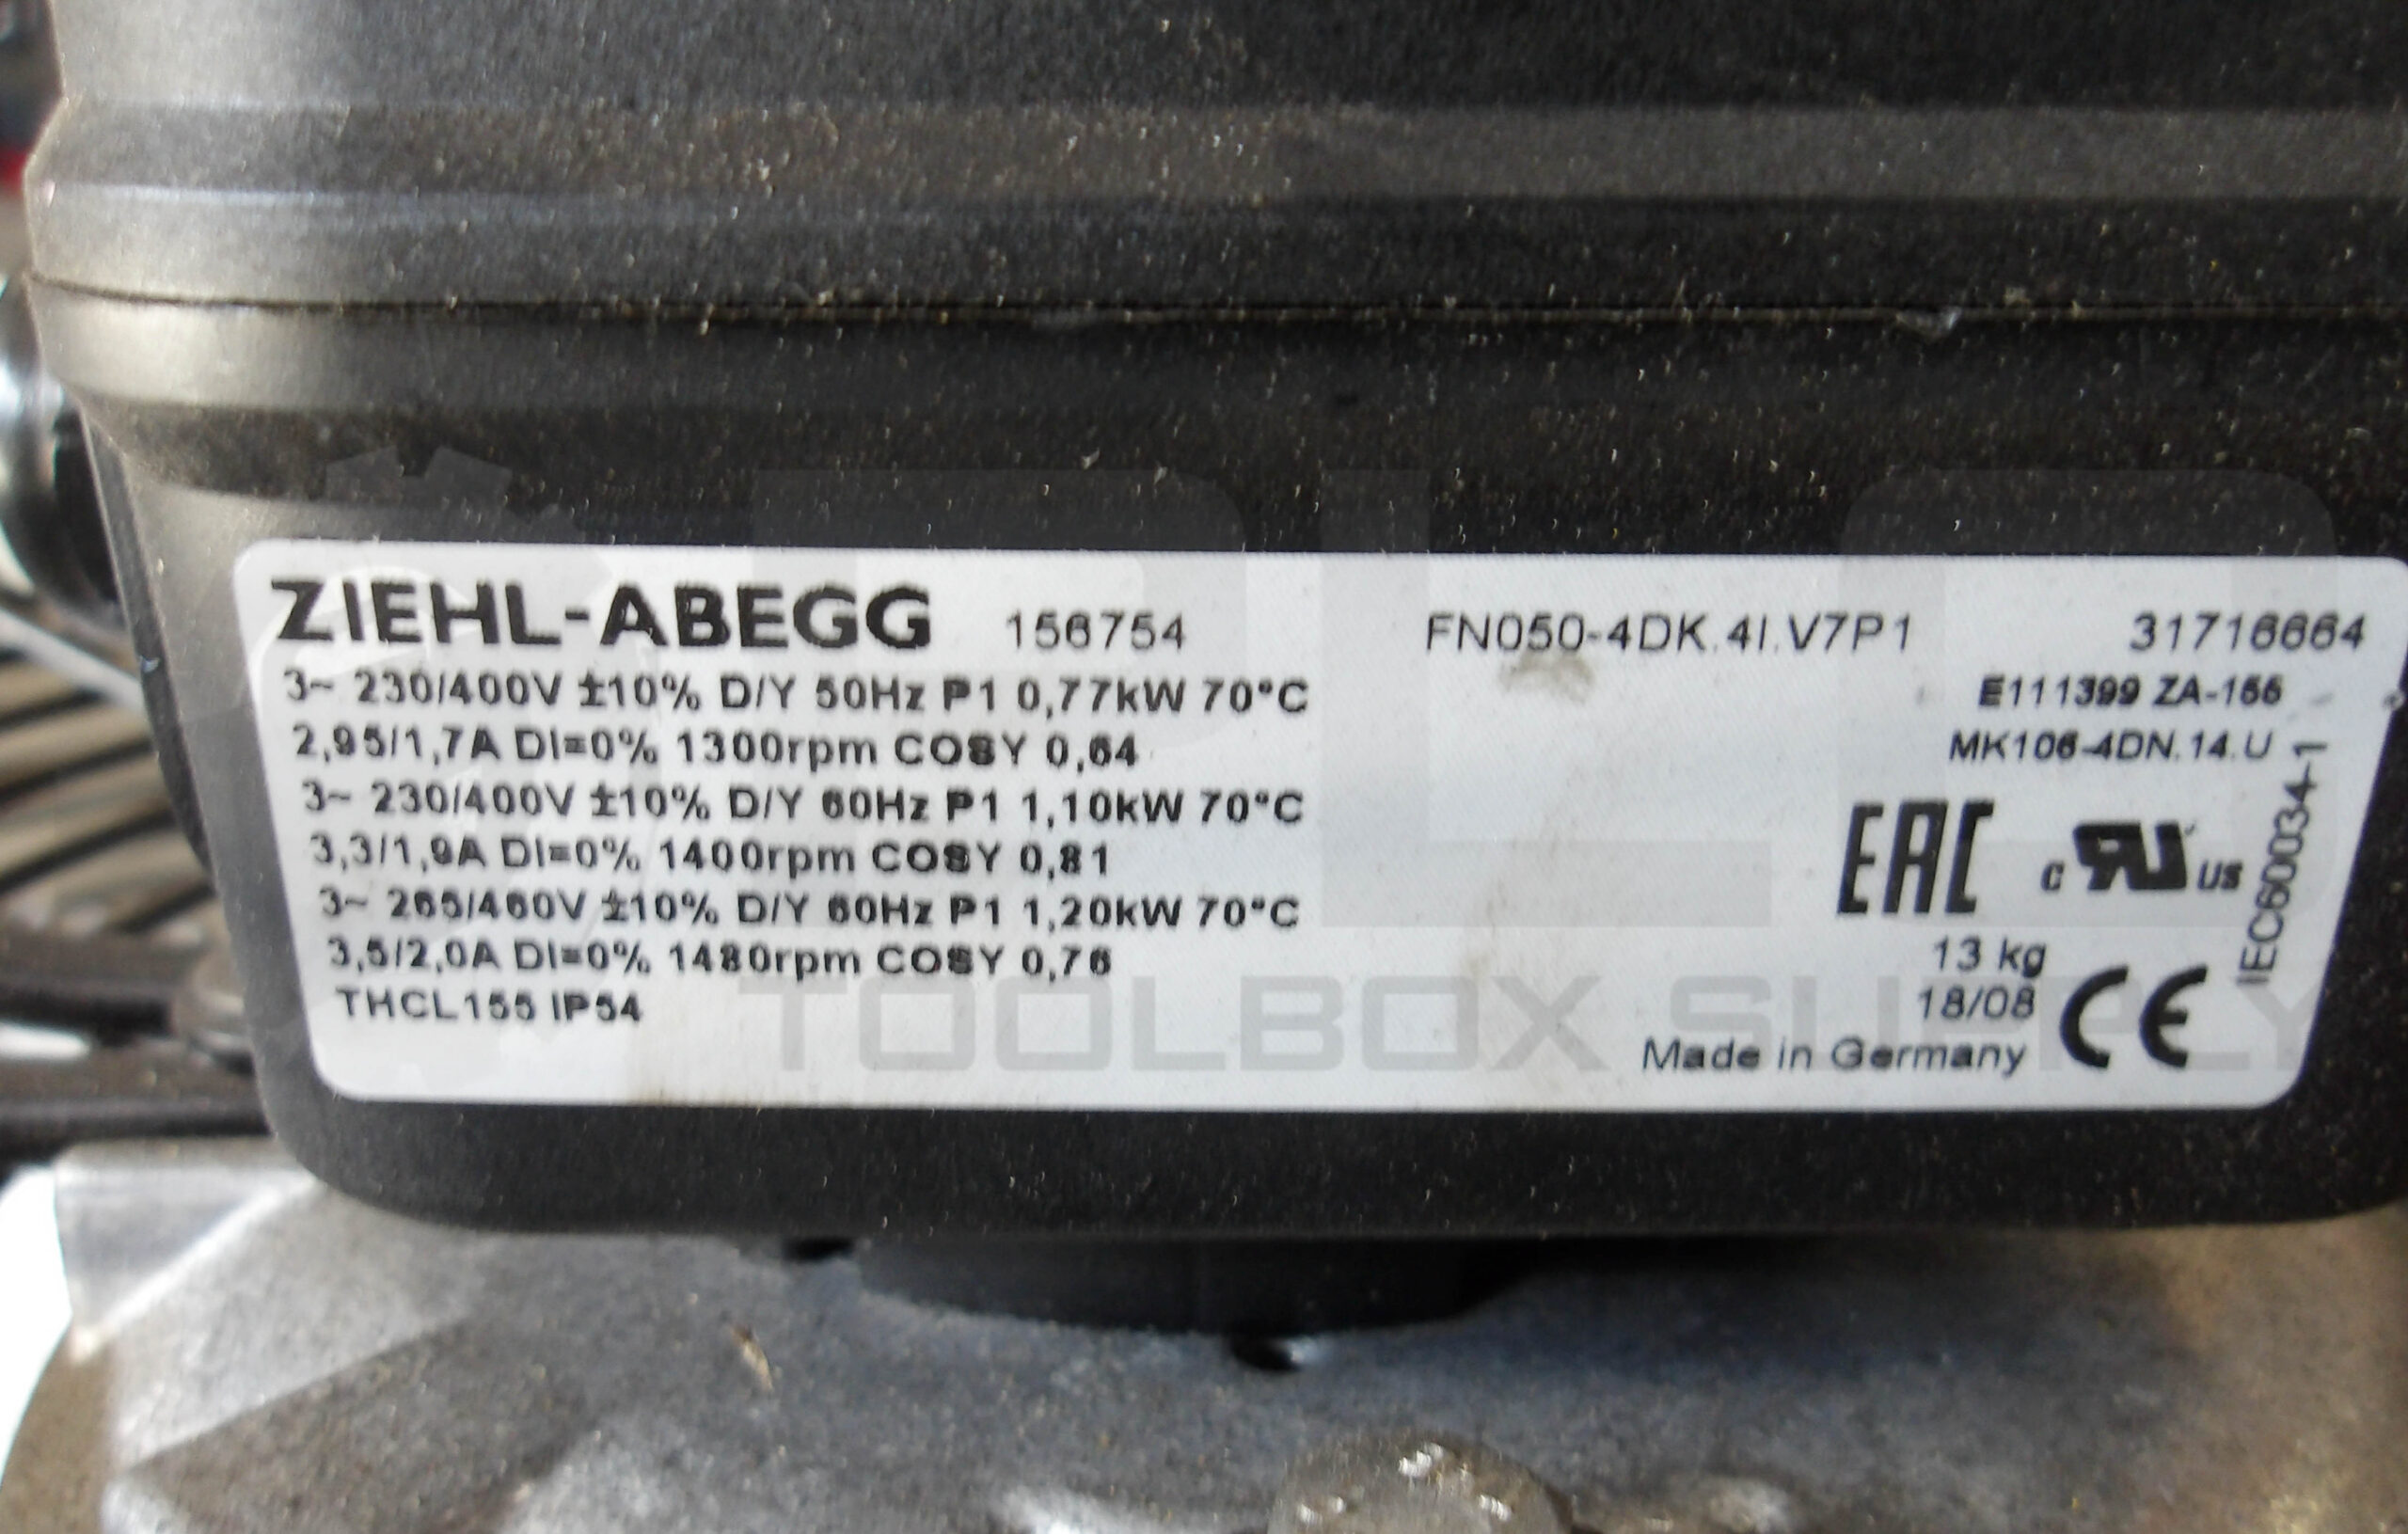 ZIEHL-ABEGG 156754 FN050-4DK.4I.V7P1 31716664
3~ 230/400V ±10% D/Y 50Hz P1 0,77kW 70°C
2,95/1,7A DI=0% 1300rpm COSY 0,64
3~ 230/400V ±10% D/Y 60Hz P1 1,10kW 70°C
3,3/1,9A DI=0% 1400rpm COSY 0,81
3~ 265/460V ±10% D/Y 60Hz P1 1,20kW 70°C
3,5/2,0A DI=0% 1480rpm COSY 0,76
THCL155 IP54
E111399 ZA-155
MK106-4DN.14.U
EAC c RU US
IEC60034-1
13 kg
18/08
Made in Germany CE
PLC
TOOLBOX SUPPLY